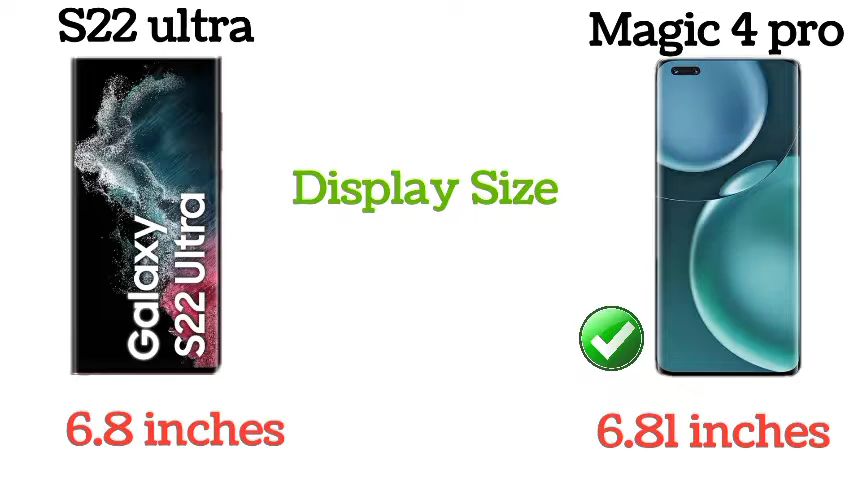 S22 ultra
Magic 4 pro
Galaxy
S22 Ultra
Display Size
6.8 inches
6.81 inches